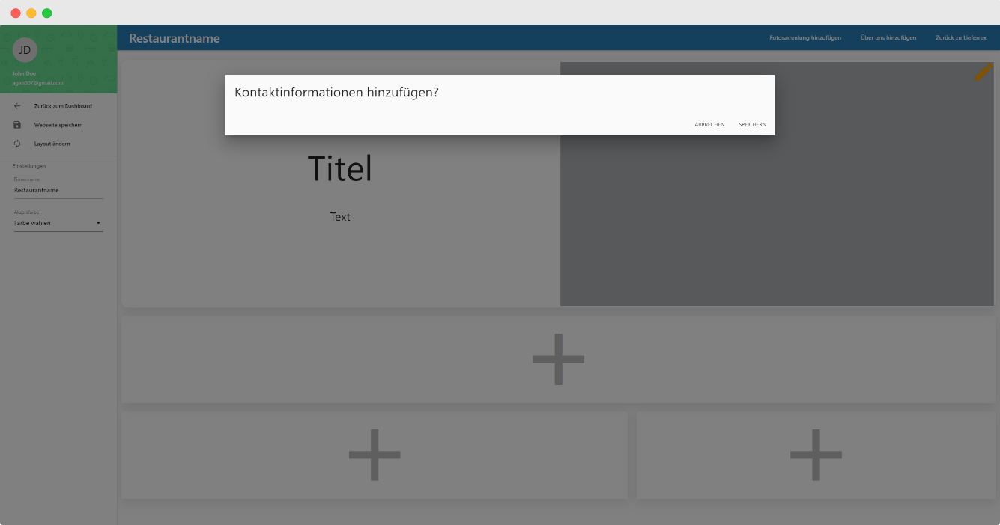 JD
John Doe
agent007@gmail.com
Zurück zum Dashboard
Webseite speichern
Layout ändern
Einstellungen
Firmenname
Restaurantname
Akzentfarbe
Farbe wählen
Restaurantname
Fotosammlung hinzufügen
Über uns hinzufügen
Zurück zu Lieferrex
Kontaktinformationen hinzufügen?
ABBRECHEN
SPEICHERN
Titel
Text